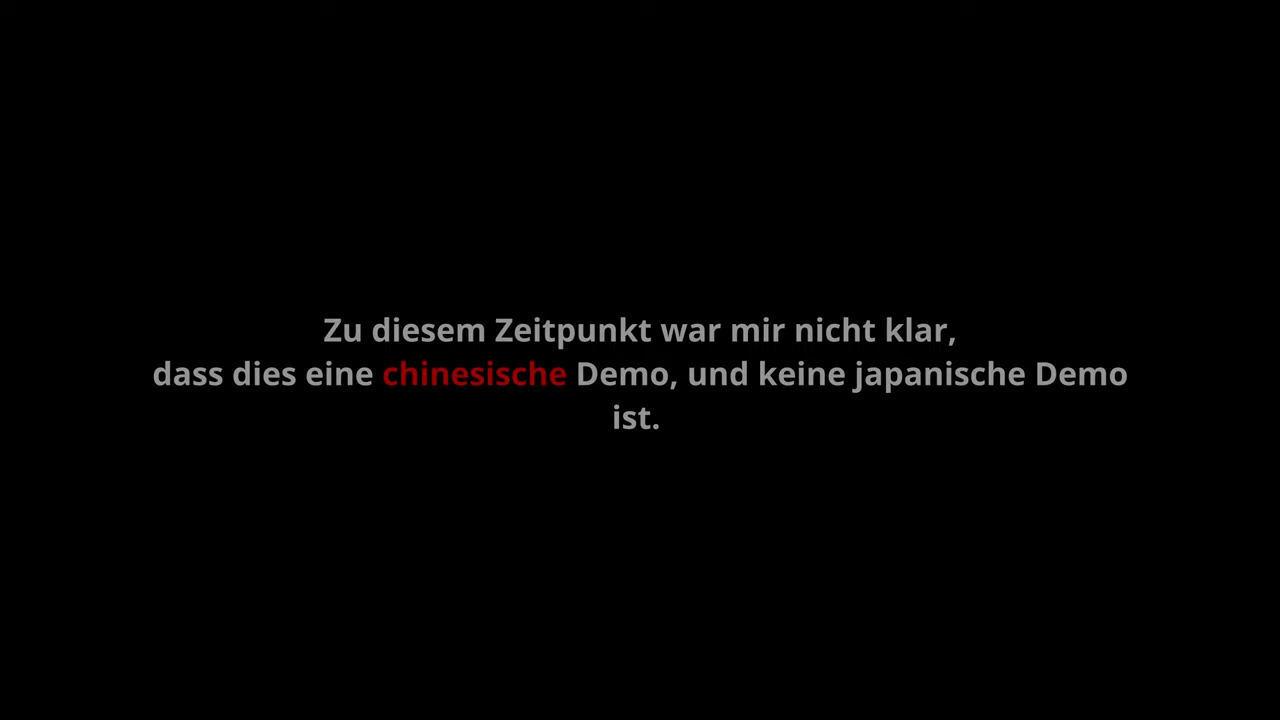 Zu diesem Zeitpunkt war mir nicht klar,
dass dies eine chinesische Demo, und keine japanische Demo
ist.